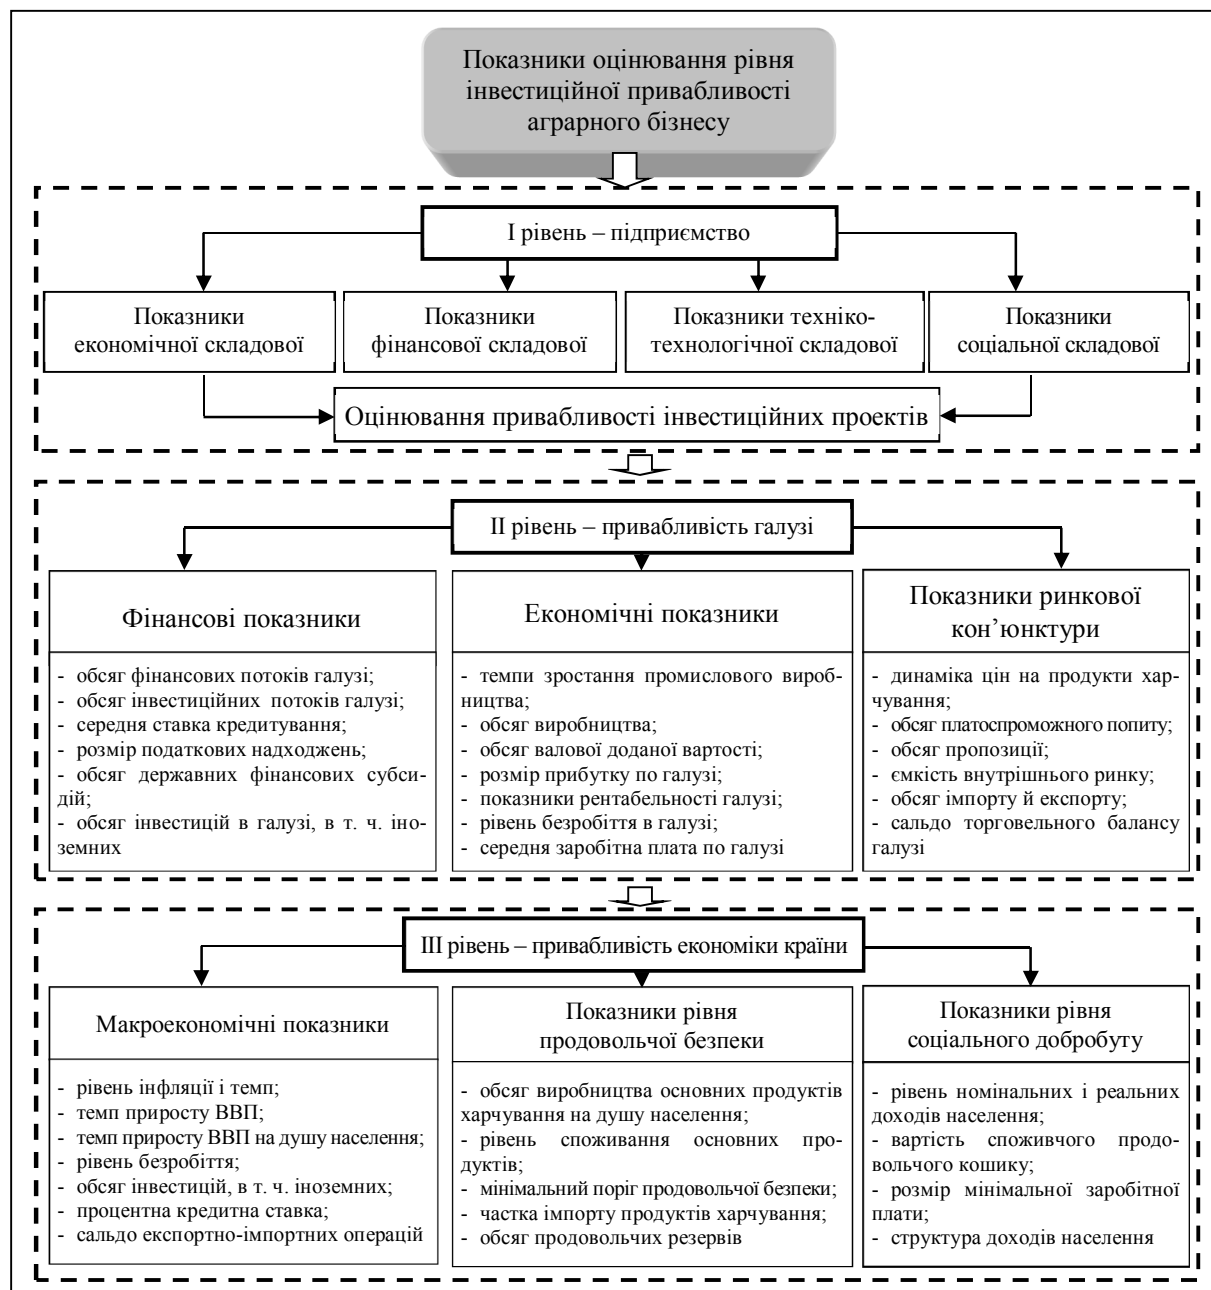 Показники оцінювання рівня
інвестиційної привабливості
аграрного бізнесу
І рівень – підприємство
Показники
економічної складової
Показники
фінансової складової
Показники техніко-
технологічної складової
Показники
соціальної складової
Оцінювання привабливості інвестиційних проектів
ІІ рівень – привабливість галузі
Фінансові показники
- обсяг фінансових потоків галузі;
- обсяг інвестиційних потоків галузі;
- середня ставка кредитування;
- розмір податкових надходжень;
- обсяг державних фінансових субси-
дій;
- обсяг інвестицій в галузі, в т. ч. іно-
земних
Економічні показники
- темпи зростання промислового вироб-
ництва;
- обсяг виробництва;
- обсяг валової доданої вартості;
- розмір прибутку по галузі;
- показники рентабельності галузі;
- рівень безробіття в галузі;
- середня заробітна плата по галузі
Показники ринкової
кон’юнктури
- динаміка цін на продукти хар-
чування;
- обсяг платоспроможного попиту;
- обсяг пропозиції;
- ємкість внутрішнього ринку;
- обсяг імпорту й експорту;
- сальдо торговельного балансу
галузі
ІІІ рівень – привабливість економіки країни
Макроекономічні показники
- рівень інфляції і темп;
- темп приросту ВВП;
- темп приросту ВВП на душу населення;
- рівень безробіття;
- обсяг інвестицій, в т. ч. іноземних;
- процентна кредитна ставка;
- сальдо експортно-імпортних операцій
Показники рівня
продовольчої безпеки
- обсяг виробництва основних продуктів
харчування на душу населення;
- рівень споживання основних про-
дуктів;
- мінімальний поріг продовольчої безпеки;
- частка імпорту продуктів харчування;
- обсяг продовольчих резервів
Показники рівня
соціального добробуту
- рівень номінальних і реальних
доходів населення;
- вартість споживчого продо-
вольчого кошику;
- розмір мінімальної заробітної
плати;
- структура доходів населення